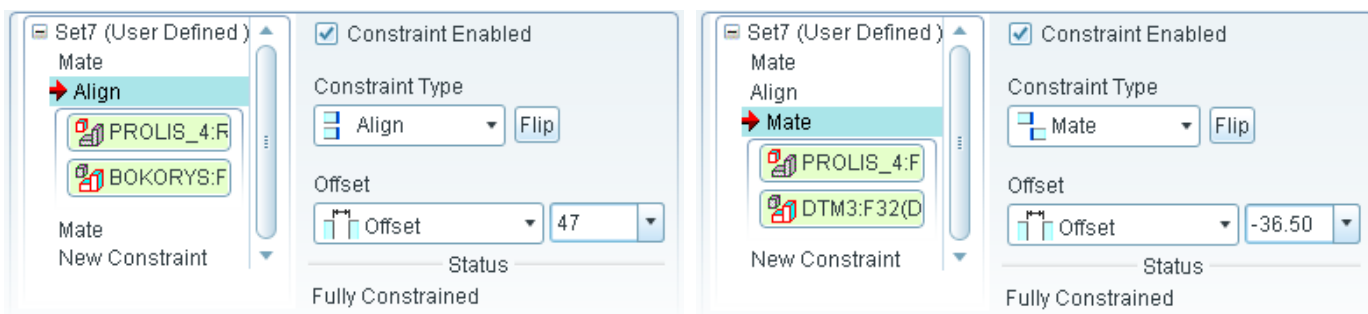 Set7 (User Defined )
Mate
Align
PROLIS_4:R
BOKORYS:F
Mate
New Constraint
Constraint Enabled
Constraint Type
Align Flip
Offset
Offset 47
Status
Fully Constrained
Set7 (User Defined )
Mate
Align
Mate
PROLIS_4:F
DTM3:F32(D
New Constraint
Constraint Enabled
Constraint Type
Mate Flip
Offset
Offset -36.50
Status
Fully Constrained